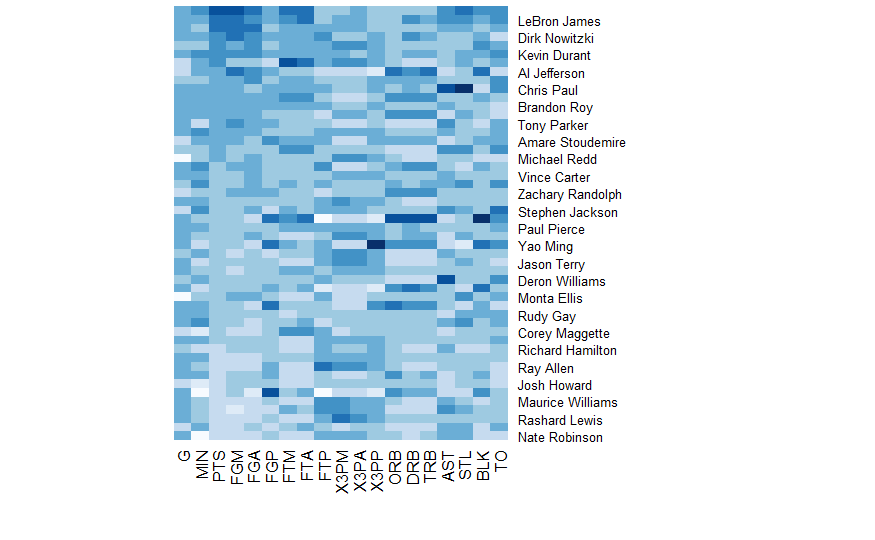 LeBron James
Dirk Nowitzki
Kevin Durant
Al Jefferson
Chris Paul
Brandon Roy
Tony Parker
Amare Stoudemire
Michael Redd
Vince Carter
Zachary Randolph
Stephen Jackson
Paul Pierce
Yao Ming
Jason Terry
Deron Williams
Monta Ellis
Rudy Gay
Corey Maggette
Richard Hamilton
Ray Allen
Josh Howard
Maurice Williams
Rashard Lewis
Nate Robinson
G
MIN
PTS
FGM
FGA
FGP
FTM
FTA
FTP
X3PM
X3PA
X3PP
ORB
DRB
TRB
AST
STL
BLK
TO